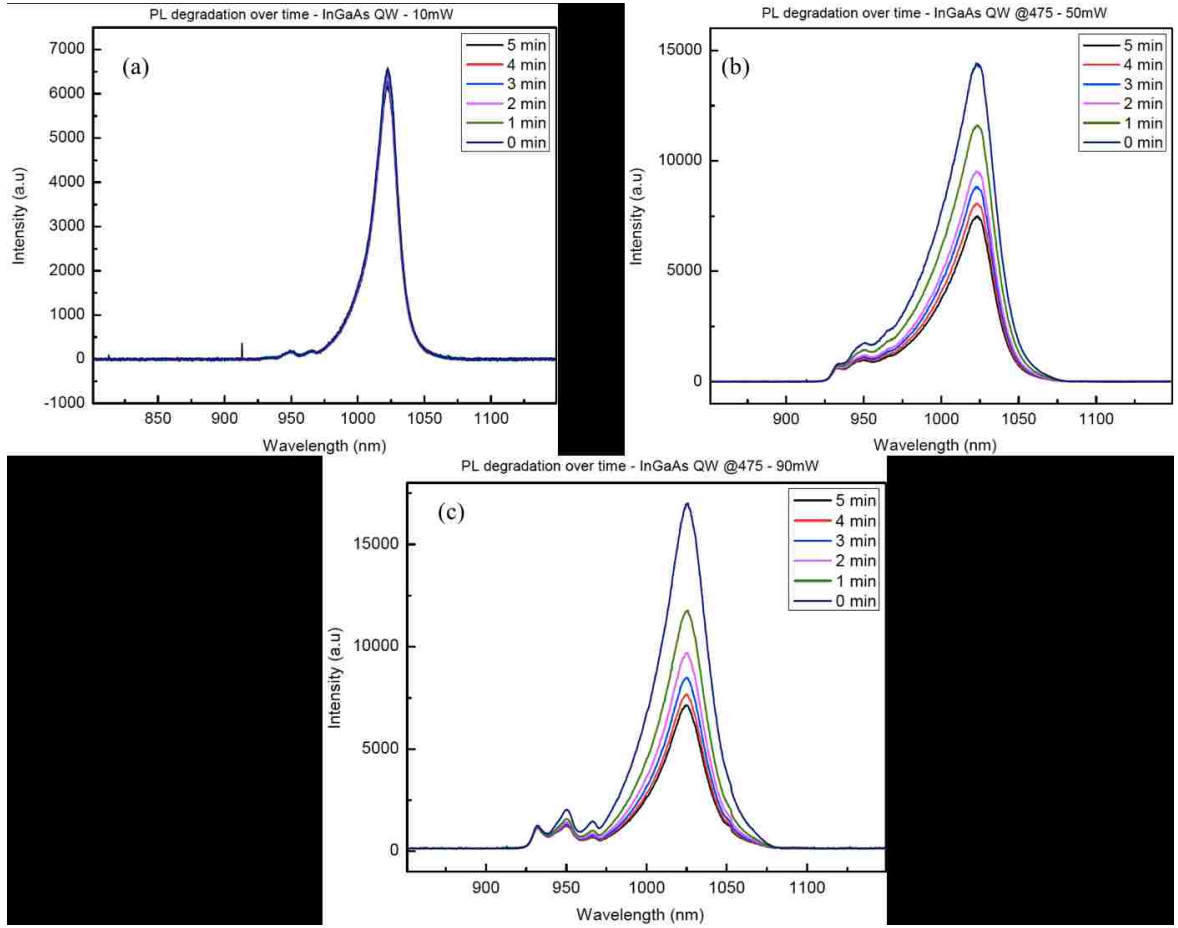 PL degradation over time - InGaAs QW - 10mW
(a)
5 min
4 min
3 min
2 min
1 min
0 min
7000
6000
5000
4000
3000
2000
1000
0
-1000
Intensity (a.u)
850
900
950
1000
1050
1100
Wavelength (nm)
PL degradation over time - InGaAs QW @475 - 50mW
(b)
5 min
4 min
3 min
2 min
1 min
0 min
15000
10000
5000
0
Intensity (a.u)
900
950
1000
1050
1100
Wavelength (nm)
PL degradation over time - InGaAs QW @475 - 90mW
(c)
5 min
4 min
3 min
2 min
1 min
0 min
15000
10000
5000
0
Intensity (a.u)
900
950
1000
1050
1100
Wavelength (nm)